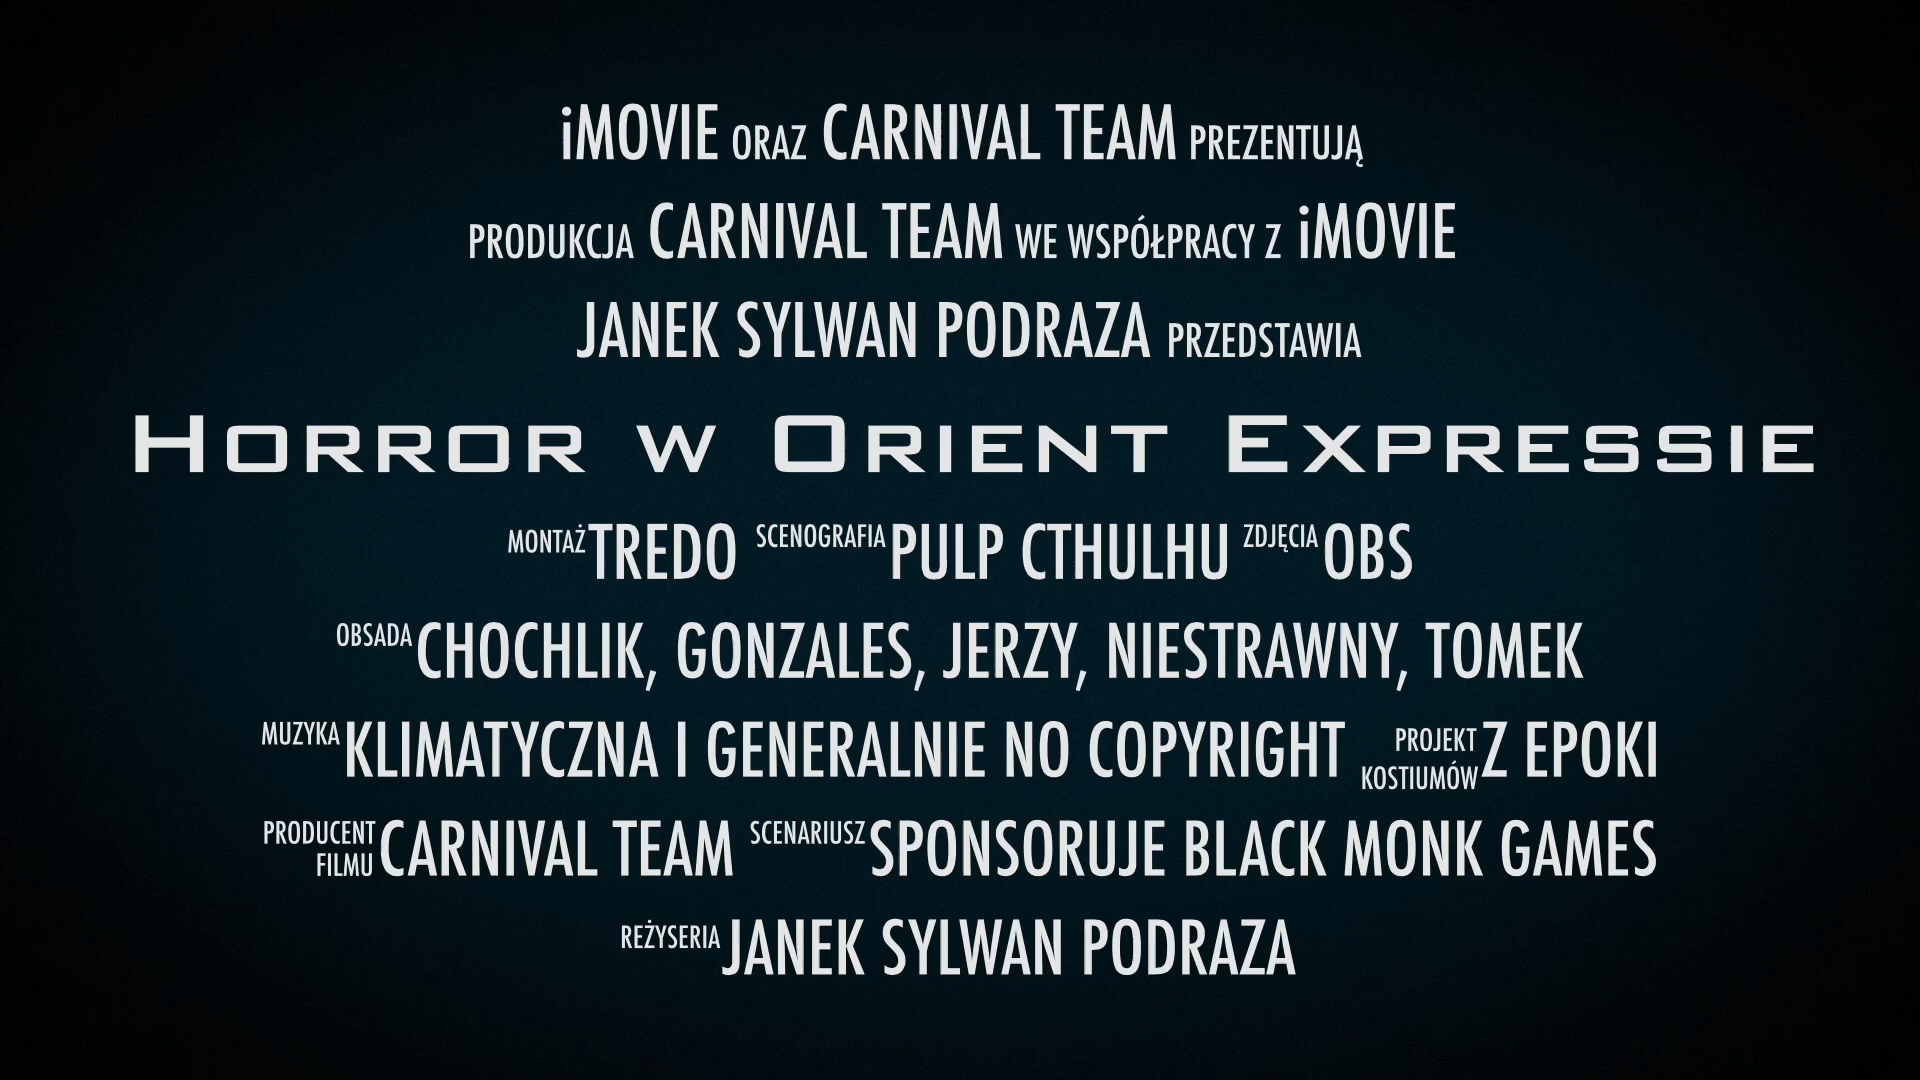 iMOVIE ORAZ CARNIVAL TEAM PREZENTUJĄ
PRODUKCJA CARNIVAL TEAM WE WSPÓŁPRACY Z iMOVIE
JANEK SYLWAN PODRAZA PRZEDSTAWIA
HORROR W ORIENT EXPRESSIE
MONTAŻ TREDO SCENOGRAFIA PULP CTHULHU ZDJĘCIA OBS
OBSADA CHOCHLIK, GONZALES, JERZY, NIESTRAWNY, TOMEK
MUZYKA KLIMATYCZNA I GENERALNIE NO COPYRIGHT PROJEKT KOSTIUMÓW Z EPOKI
PRODUCENT FILMU CARNIVAL TEAM SCENARIUSZ SPONSORUJE BLACK MONK GAMES
REŻYSERIA JANEK SYLWAN PODRAZA